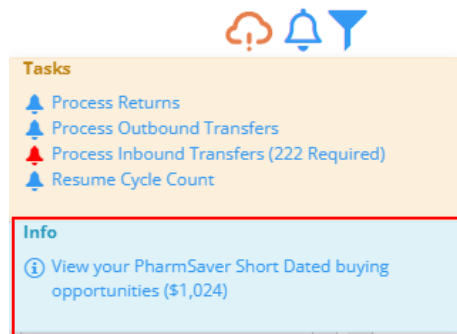 Tasks
Process Returns
Process Outbound Transfers
Process Inbound Transfers (222 Required)
Resume Cycle Count
Info
View your PharmSaver Short Dated buying
opportunities ($1,024)